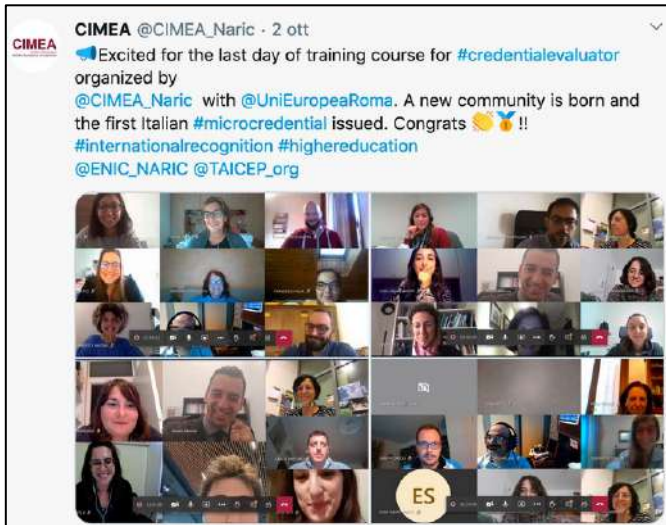 CIMEA
CIMEA @CIMEA_Naric · 2 ott
📢Excited for the last day of training course for #credentialevaluator
organized by
@CIMEA_Naric with @UniEuropeaRoma. A new community is born and
the first Italian #microcredential issued. Congrats 👏🥇!!
#internationalrecognition #highereducation
@ENIC_NARIC @TAICEP_org
ES